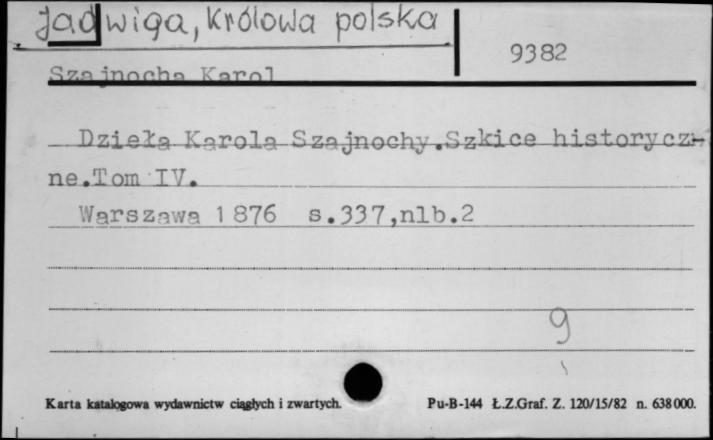 Jadwiga, Królowa polska
9382
Szajnocha Karol
Dzieła Karola Szajnochy.Szkice historycz-
ne.Tom IV.
Warszawa 1876 s.337,nlb.2
9
Karta katalogowa wydawnictw ciągłych i zwartych.
Pu-B-144 Ł.Z.Graf. Z. 120/15/82 n. 638000.